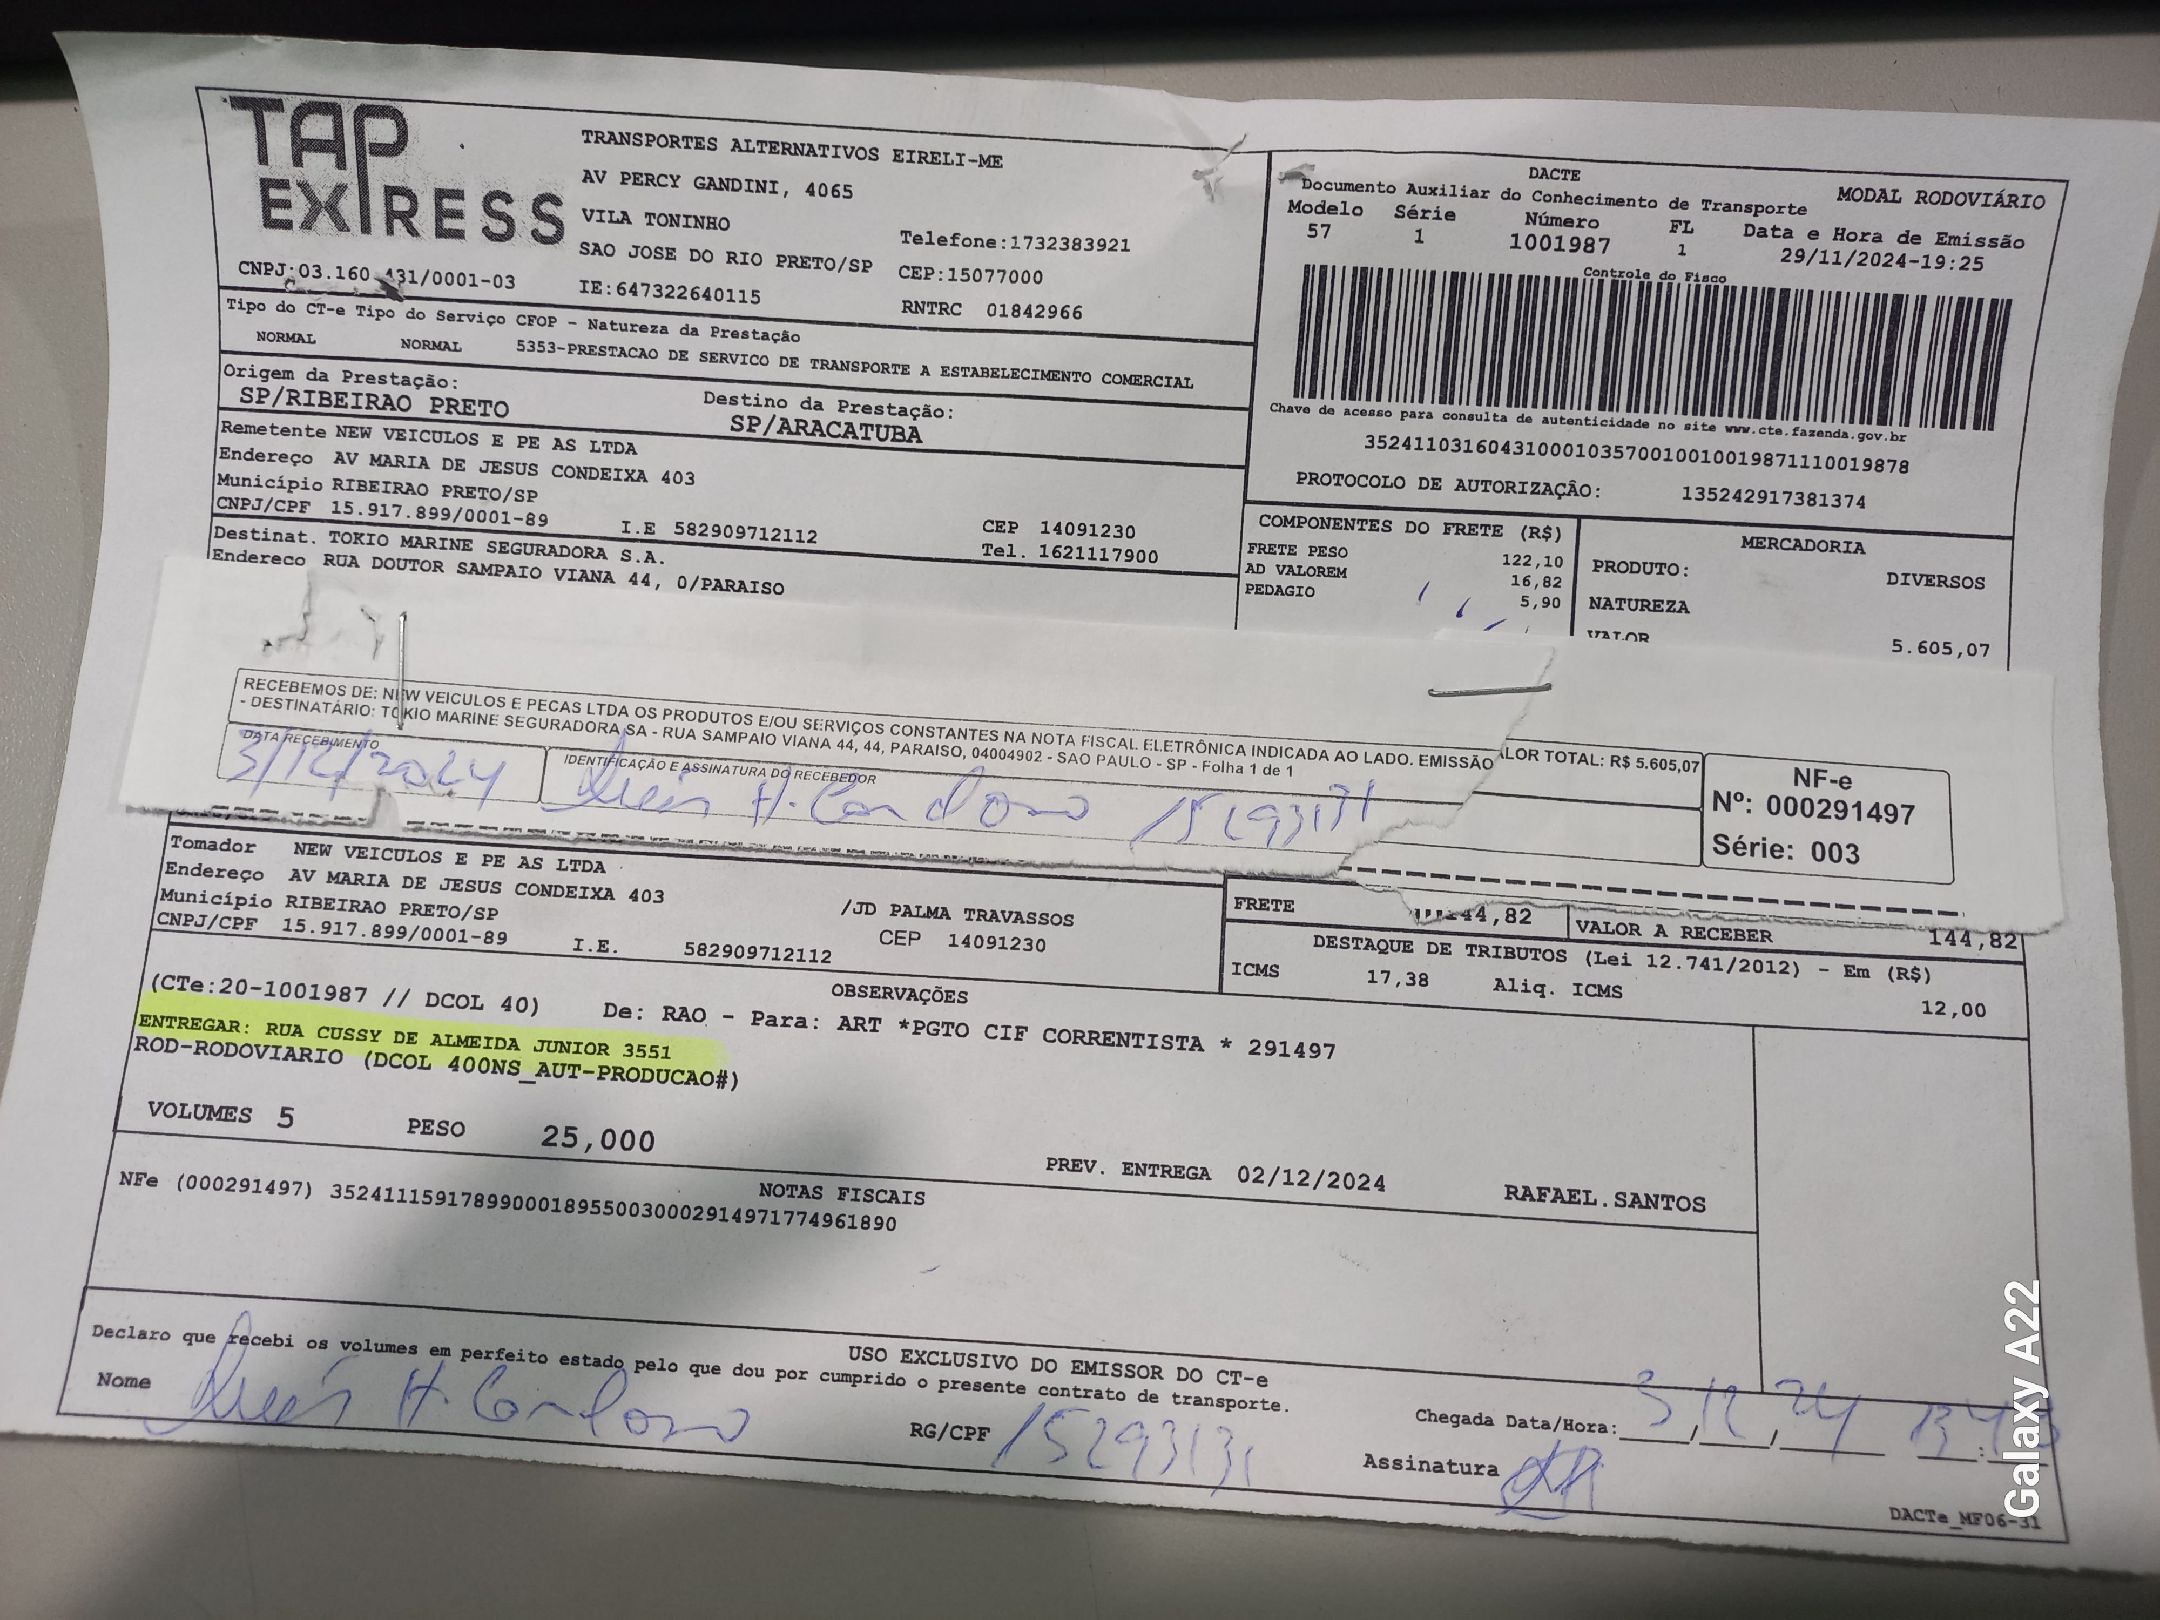 TAP EXPRESS
TRANSPORTES ALTERNATIVOS EIRELI-ME
AV PERCY GANDINI, 4065
VILA TONINHO
Telefone:1732383921
SAO JOSE DO RIO PRETO/SP CEP:15077000
CNPJ:03.160.431/0001-03 IE:647322640115 RNTRC 01842966
DACTE
Documento Auxiliar do Conhecimento de Transporte MODAL RODOVIÁRIO
Modelo Série Número FL Data e Hora de Emissão
57 1 1001987 1 29/11/2024-19:25
Controle do Fisco
Chave de acesso para consulta de autenticidade no site www.cte.fazenda.gov.br
35241103160431000103570010010019871110019878
PROTOCOLO DE AUTORIZAÇÃO: 135242917381374
Tipo do CT-e Tipo do Serviço CFOP - Natureza da Prestação
NORMAL NORMAL 5353-PRESTACAO DE SERVICO DE TRANSPORTE A ESTABELECIMENTO COMERCIAL
Origem da Prestação: Destino da Prestação:
SP/RIBEIRAO PRETO SP/ARACATUBA
Remetente NEW VEICULOS E PE AS LTDA
Endereço AV MARIA DE JESUS CONDEIXA 403
Município RIBEIRAO PRETO/SP CEP 14091230
CNPJ/CPF 15.917.899/0001-89 I.E 582909712112 Tel. 1621117900
Destinat. TOKIO MARINE SEGURADORA S.A.
Endereco RUA DOUTOR SAMPAIO VIANA 44, 0/PARAISO
COMPONENTES DO FRETE (R$)
FRETE PESO 122,10
AD VALOREM 16,82
PEDAGIO 5,90
MERCADORIA
PRODUTO: DIVERSOS
NATUREZA
VALOR 5.605,07
RECEBEMOS DE: NEW VEICULOS E PECAS LTDA OS PRODUTOS E/OU SERVIÇOS CONSTANTES NA NOTA FISCAL ELETRÔNICA INDICADA AO LADO. EMISSÃO ALOR TOTAL: R$ 5.605,07
- DESTINATÁRIO: TOKIO MARINE SEGURADORA SA - RUA SAMPAIO VIANA 44, 44, PARAISO, 04004902 - SAO PAULO - SP - Folha 1 de 1
DATA RECEBIMENTO IDENTIFICAÇÃO E ASSINATURA DO RECEBEDOR
3/12/2024 H. Cardoso 15293131
NF-e
Nº: 000291497
Série: 003
Tomador NEW VEICULOS E PE AS LTDA
Endereço AV MARIA DE JESUS CONDEIXA 403 /JD PALMA TRAVASSOS
Município RIBEIRAO PRETO/SP CEP 14091230
CNPJ/CPF 15.917.899/0001-89 I.E. 582909712112
FRETE 144,82 VALOR A RECEBER 144,82
DESTAQUE DE TRIBUTOS (Lei 12.741/2012) - Em (R$)
ICMS 17,38 Aliq. ICMS 12,00
OBSERVAÇÕES
(CTe:20-1001987 // DCOL 40) De: RAO - Para: ART *PGTO CIF CORRENTISTA * 291497
ENTREGAR: RUA CUSSY DE ALMEIDA JUNIOR 3551
ROD-RODOVIARIO (DCOL 400NS_AUT-PRODUCAO#)
VOLUMES 5 PESO 25,000 PREV. ENTREGA 02/12/2024 RAFAEL.SANTOS
NOTAS FISCAIS
NFe (000291497) 35241115917899000189550030002914971774961890
USO EXCLUSIVO DO EMISSOR DO CT-e
Declaro que recebi os volumes em perfeito estado pelo que dou por cumprido o presente contrato de transporte.
Nome H. Cardoso RG/CPF 15293131 Chegada Data/Hora: 3/12/24
Assinatura
DACTe_MF06-31
Galaxy A22